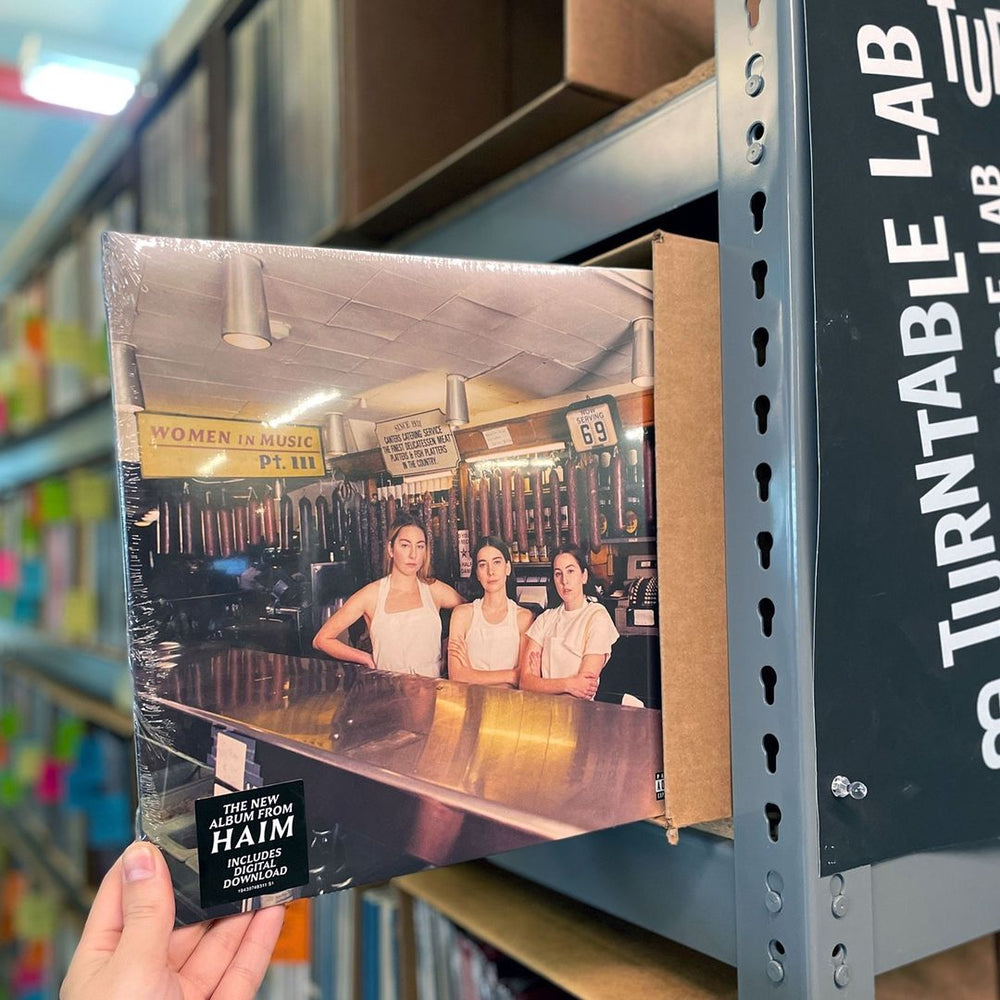 WOMEN IN MUSIC
Pt. III
SINCE 1931
CANTERS CATERING SERVICE
THE FINEST DELICATESSEN MEAT
PLATTERS & FISH PLATTERS
IN THE COUNTRY.
NOW
SERVING
69
THE NEW
ALBUM FROM
HAIM
INCLUDES
DIGITAL
DOWNLOAD
TURNTABLE LAB